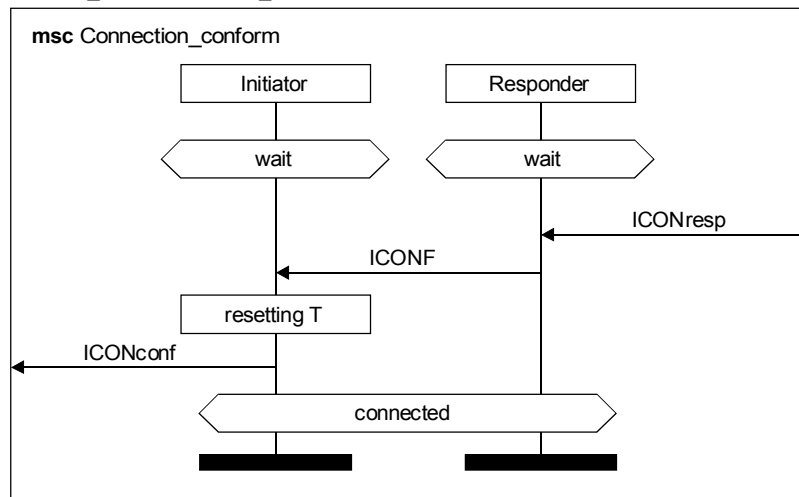 msc Connection_conform
Initiator
Responder
wait
wait
ICONresp
ICONF
resetting T
ICONconf
connected